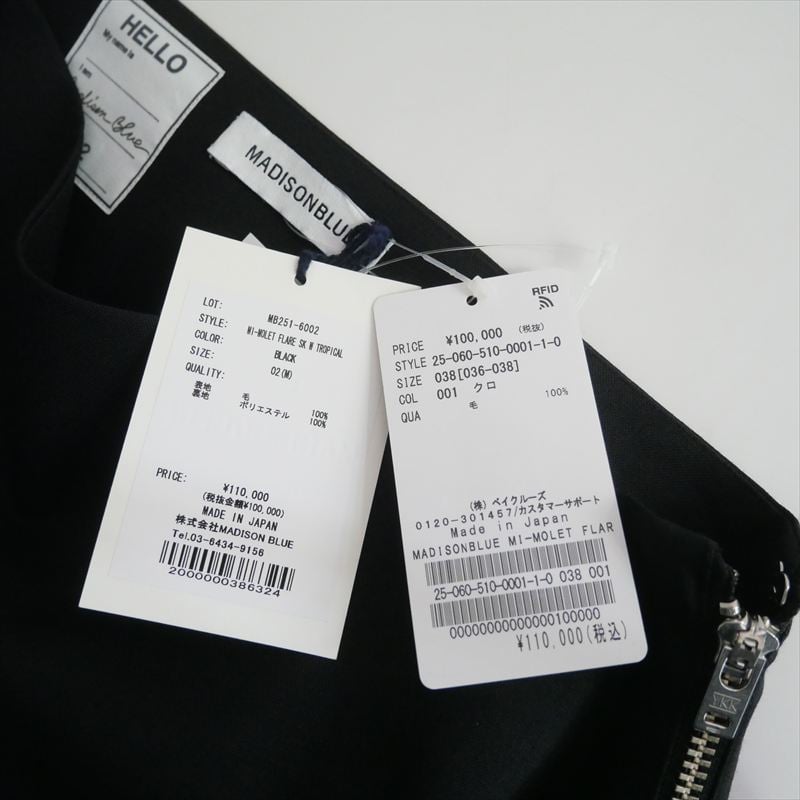 HELLO
My name is
I am
Madison Blue
MADISONBLUE
LOT: MB251-6002
STYLE: MI-MOLET FLARE SK W TROPICAL
COLOR: BLACK
SIZE: 02(M)
QUALITY:
表地 毛 100%
裏地 ポリエステル 100%
PRICE: ¥110,000
(税抜金額¥100,000)
MADE IN JAPAN
株式会社MADISON BLUE
Tel.03-6434-9156
2000000386324
RFID
PRICE ¥100,000 (税抜)
STYLE 25-060-510-0001-1-0
SIZE 038[036-038]
COL 001 クロ
QUA 毛 100%
(株) ベイクルーズ
0120-301457/カスタマーサポート
Made in Japan
MADISONBLUE MI-MOLET FLAR
25-060-510-0001-1-0 038 001
00000000000000100000
¥110,000(税込)
YKK